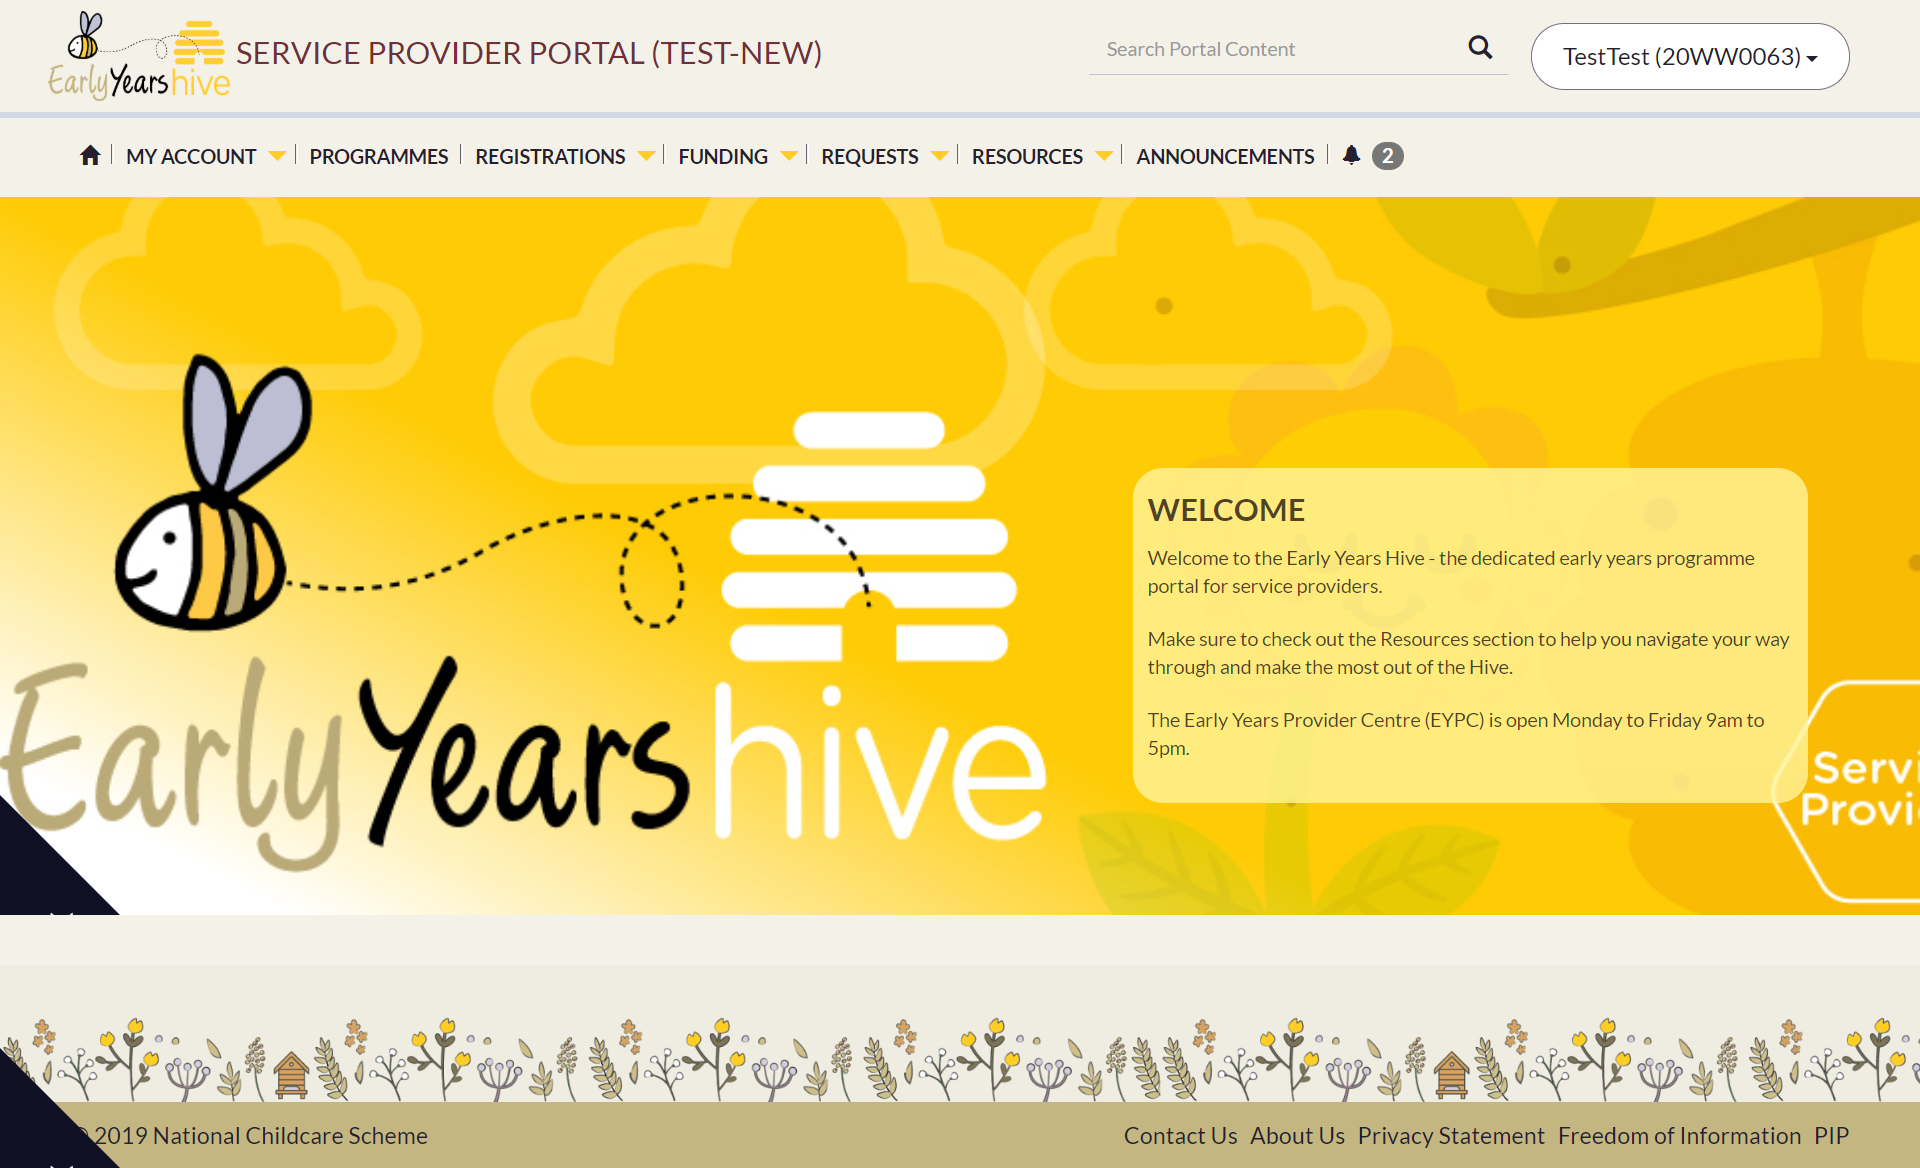 Early Years hive
SERVICE PROVIDER PORTAL (TEST-NEW)
Search Portal Content
TestTest (20WW0063)
MY ACCOUNT
PROGRAMMES
REGISTRATIONS
FUNDING
REQUESTS
RESOURCES
ANNOUNCEMENTS
2
Early Years hive
WELCOME
Welcome to the Early Years Hive - the dedicated early years programme
portal for service providers.
Make sure to check out the Resources section to help you navigate your way
through and make the most out of the Hive.
The Early Years Provider Centre (EYPC) is open Monday to Friday 9am to
5pm.
© 2019 National Childcare Scheme
Contact Us About Us Privacy Statement Freedom of Information PIP